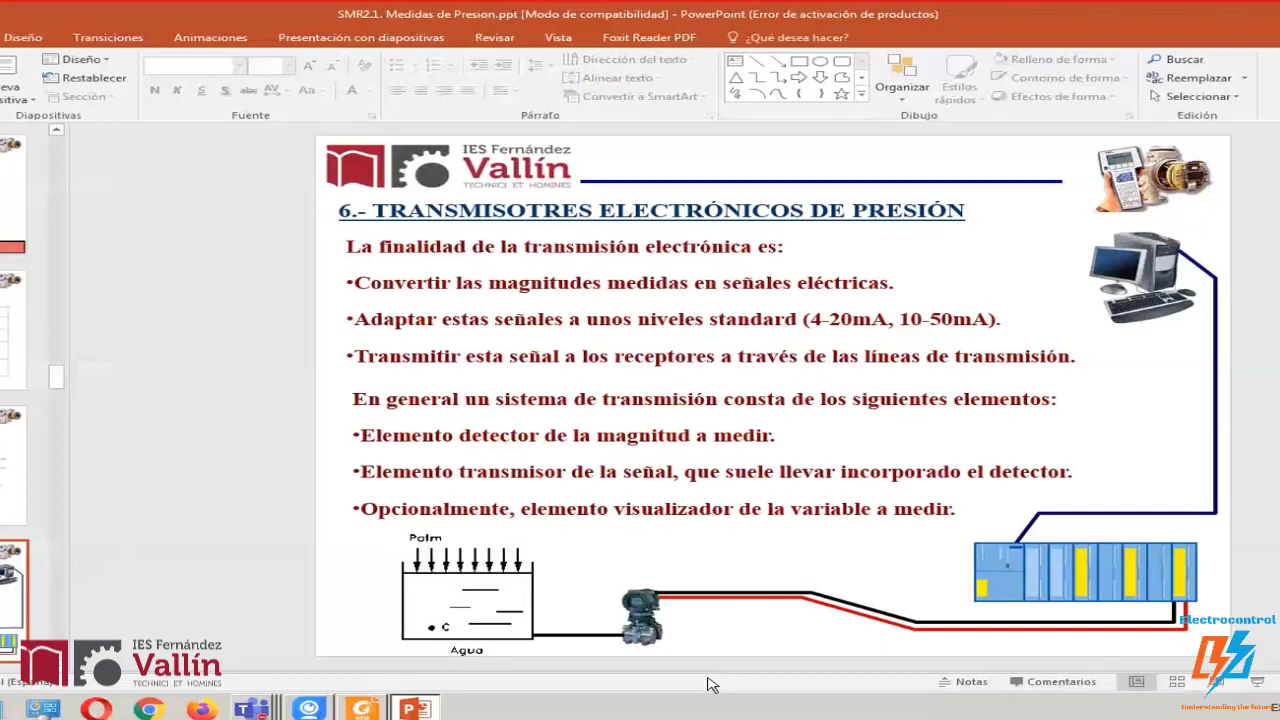 SMR2.1. Medidas de Presion.ppt [Modo de compatibilidad] - PowerPoint (Error de activación de productos)
Diseño Transiciones Animaciones Presentación con diapositivas Revisar Vista Foxit Reader PDF ¿Qué desea hacer?
Diseño
Restablecer
Sección
Diapositivas
N K S S abc AV Aa A
Fuente
Dirección del texto
Alinear texto
Convertir a SmartArt
Párrafo
Organizar
Estilos
rápidos
Relleno de forma
Contorno de forma
Efectos de forma
Dibujo
Buscar
Reemplazar
Seleccionar
Edición
IES Fernández
Vallín
TECHNICI ET HOMINES
6.- TRANSMISOTRES ELECTRÓNICOS DE PRESIÓN
La finalidad de la transmisión electrónica es:
•Convertir las magnitudes medidas en señales eléctricas.
•Adaptar estas señales a unos niveles standard (4-20mA, 10-50mA).
•Transmitir esta señal a los receptores a través de las líneas de transmisión.
En general un sistema de transmisión consta de los siguientes elementos:
•Elemento detector de la magnitud a medir.
•Elemento transmisor de la señal, que suele llevar incorporado el detector.
•Opcionalmente, elemento visualizador de la variable a medir.
Patm
C
Agua
IES Fernández
Vallín
TECHNICI ET HOMINES
Electrocontrol
Understanding the future
Notas Comentarios